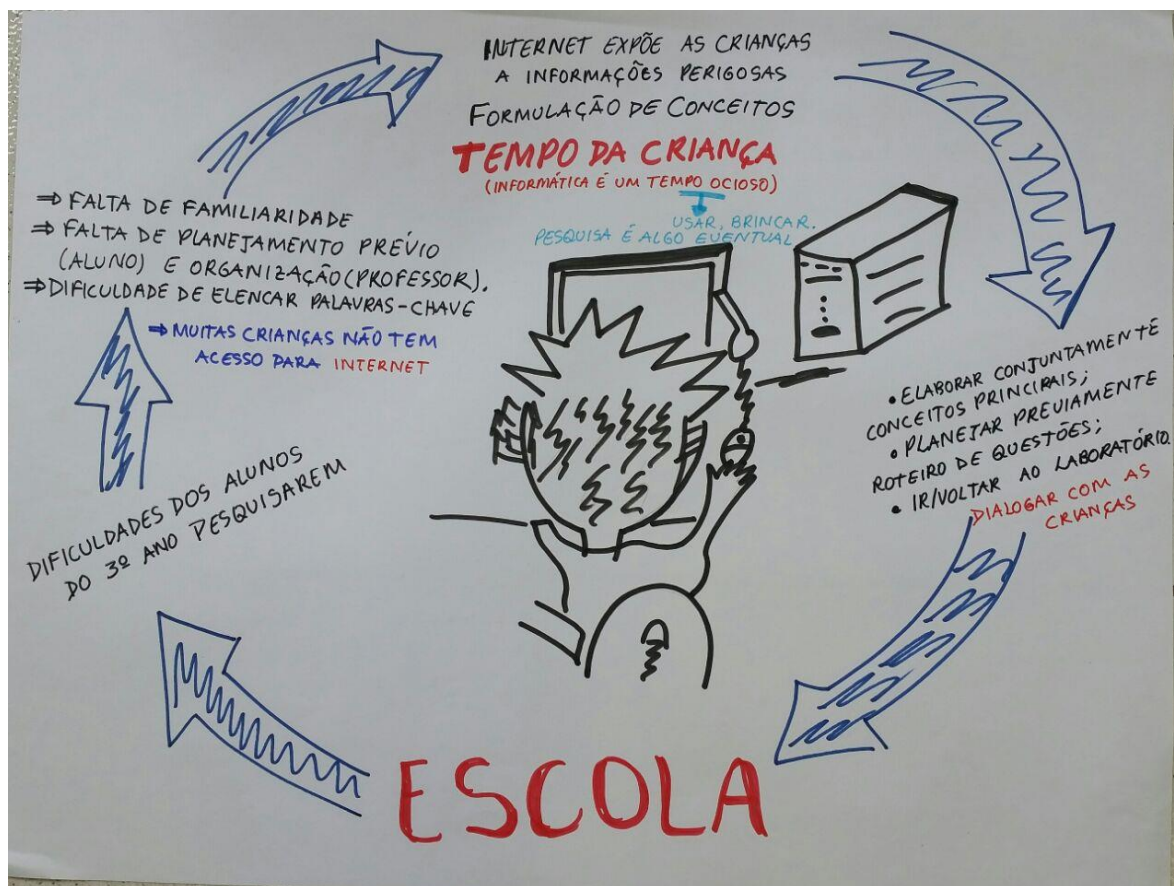 INTERNET EXPÕE AS CRIANÇAS
A INFORMAÇÕES PERIGOSAS
FORMULAÇÃO DE CONCEITOS
TEMPO DA CRIANÇA
(INFORMÁTICA É UM TEMPO OCIOSO)
USAR, BRINCAR.
PESQUISA É ALGO EVENTUAL
⇒ FALTA DE FAMILIARIDADE
⇒ FALTA DE PLANEJAMENTO PRÉVIO
(ALUNO) E ORGANIZAÇÃO (PROFESSOR).
⇒ DIFICULDADE DE ELENCAR PALAVRAS-CHAVE
⇒ MUITAS CRIANÇAS NÃO TEM
ACESSO PARA INTERNET
• ELABORAR CONJUNTAMENTE
CONCEITOS PRINCIPAIS;
• PLANEJAR PREVIAMENTE
ROTEIRO DE QUESTÕES;
• IR/VOLTAR AO LABORATÓRIO.
DIALOGAR COM AS
CRIANÇAS
DIFICULDADES DOS ALUNOS
DO 3º ANO PESQUISAREM
ESCOLA